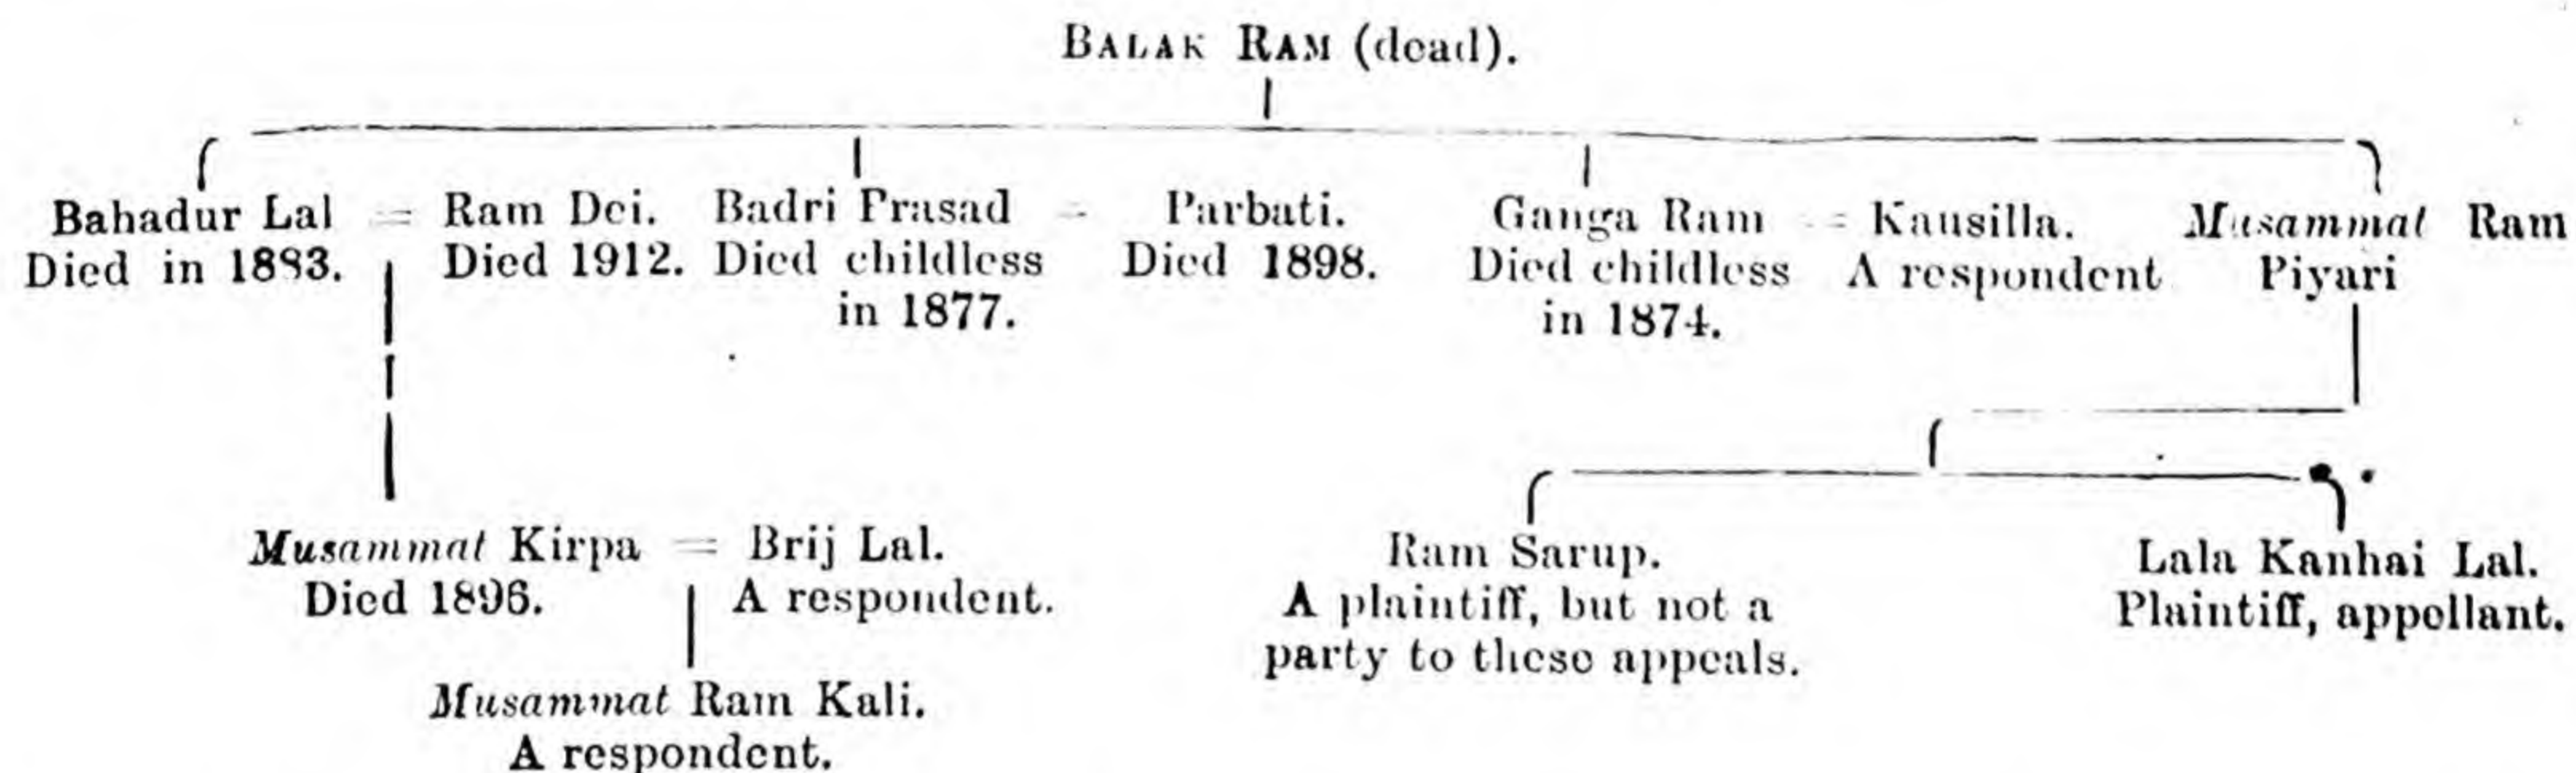 BALAK RAM (dead).
Bahadur Lal = Ram Dei. Badri Prasad = Parbati. Ganga Ram = Kausilla. Musammat Ram
Died in 1883. Died 1912. Died childless Died 1898. Died childless A respondent Piyari
in 1877. in 1874.
Musammat Kirpa = Brij Lal. Ram Sarup. Lala Kanhai Lal.
Died 1896. A respondent. A plaintiff, but not a Plaintiff, appellant.
party to these appeals.
Musammat Ram Kali.
A respondent.